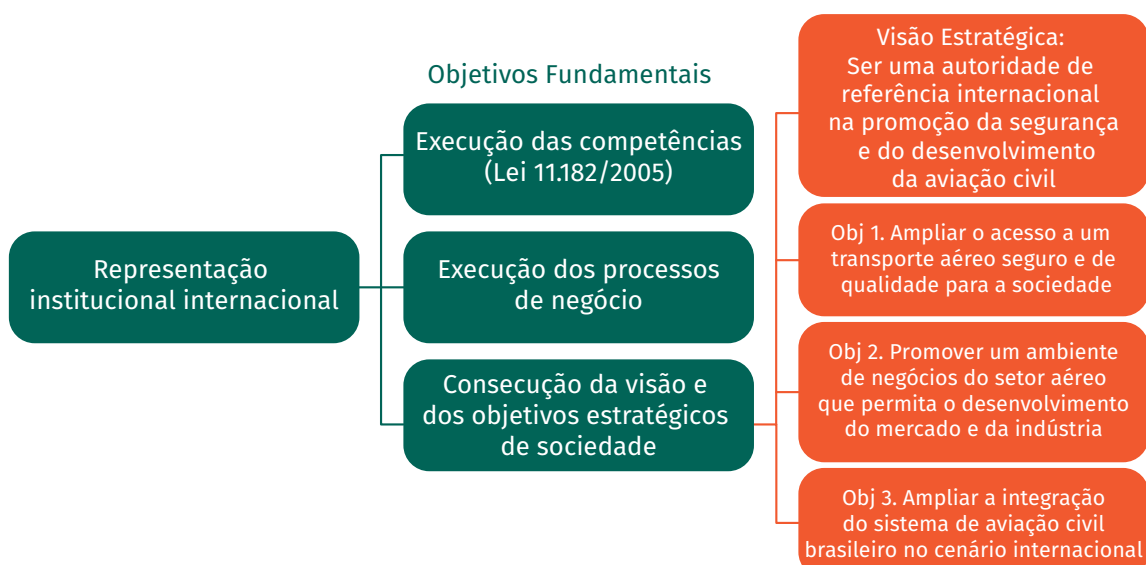 Representação
institucional internacional
Objetivos Fundamentais
Execução das competências
(Lei 11.182/2005)
Execução dos processos
de negócio
Consecução da visão e
dos objetivos estratégicos
de sociedade
Visão Estratégica:
Ser uma autoridade de
referência internacional
na promoção da segurança
e do desenvolvimento
da aviação civil
Obj 1. Ampliar o acesso a um
transporte aéreo seguro e de
qualidade para a sociedade
Obj 2. Promover um ambiente
de negócios do setor aéreo
que permita o desenvolvimento
do mercado e da indústria
Obj 3. Ampliar a integração
do sistema de aviação civil
brasileiro no cenário internacional